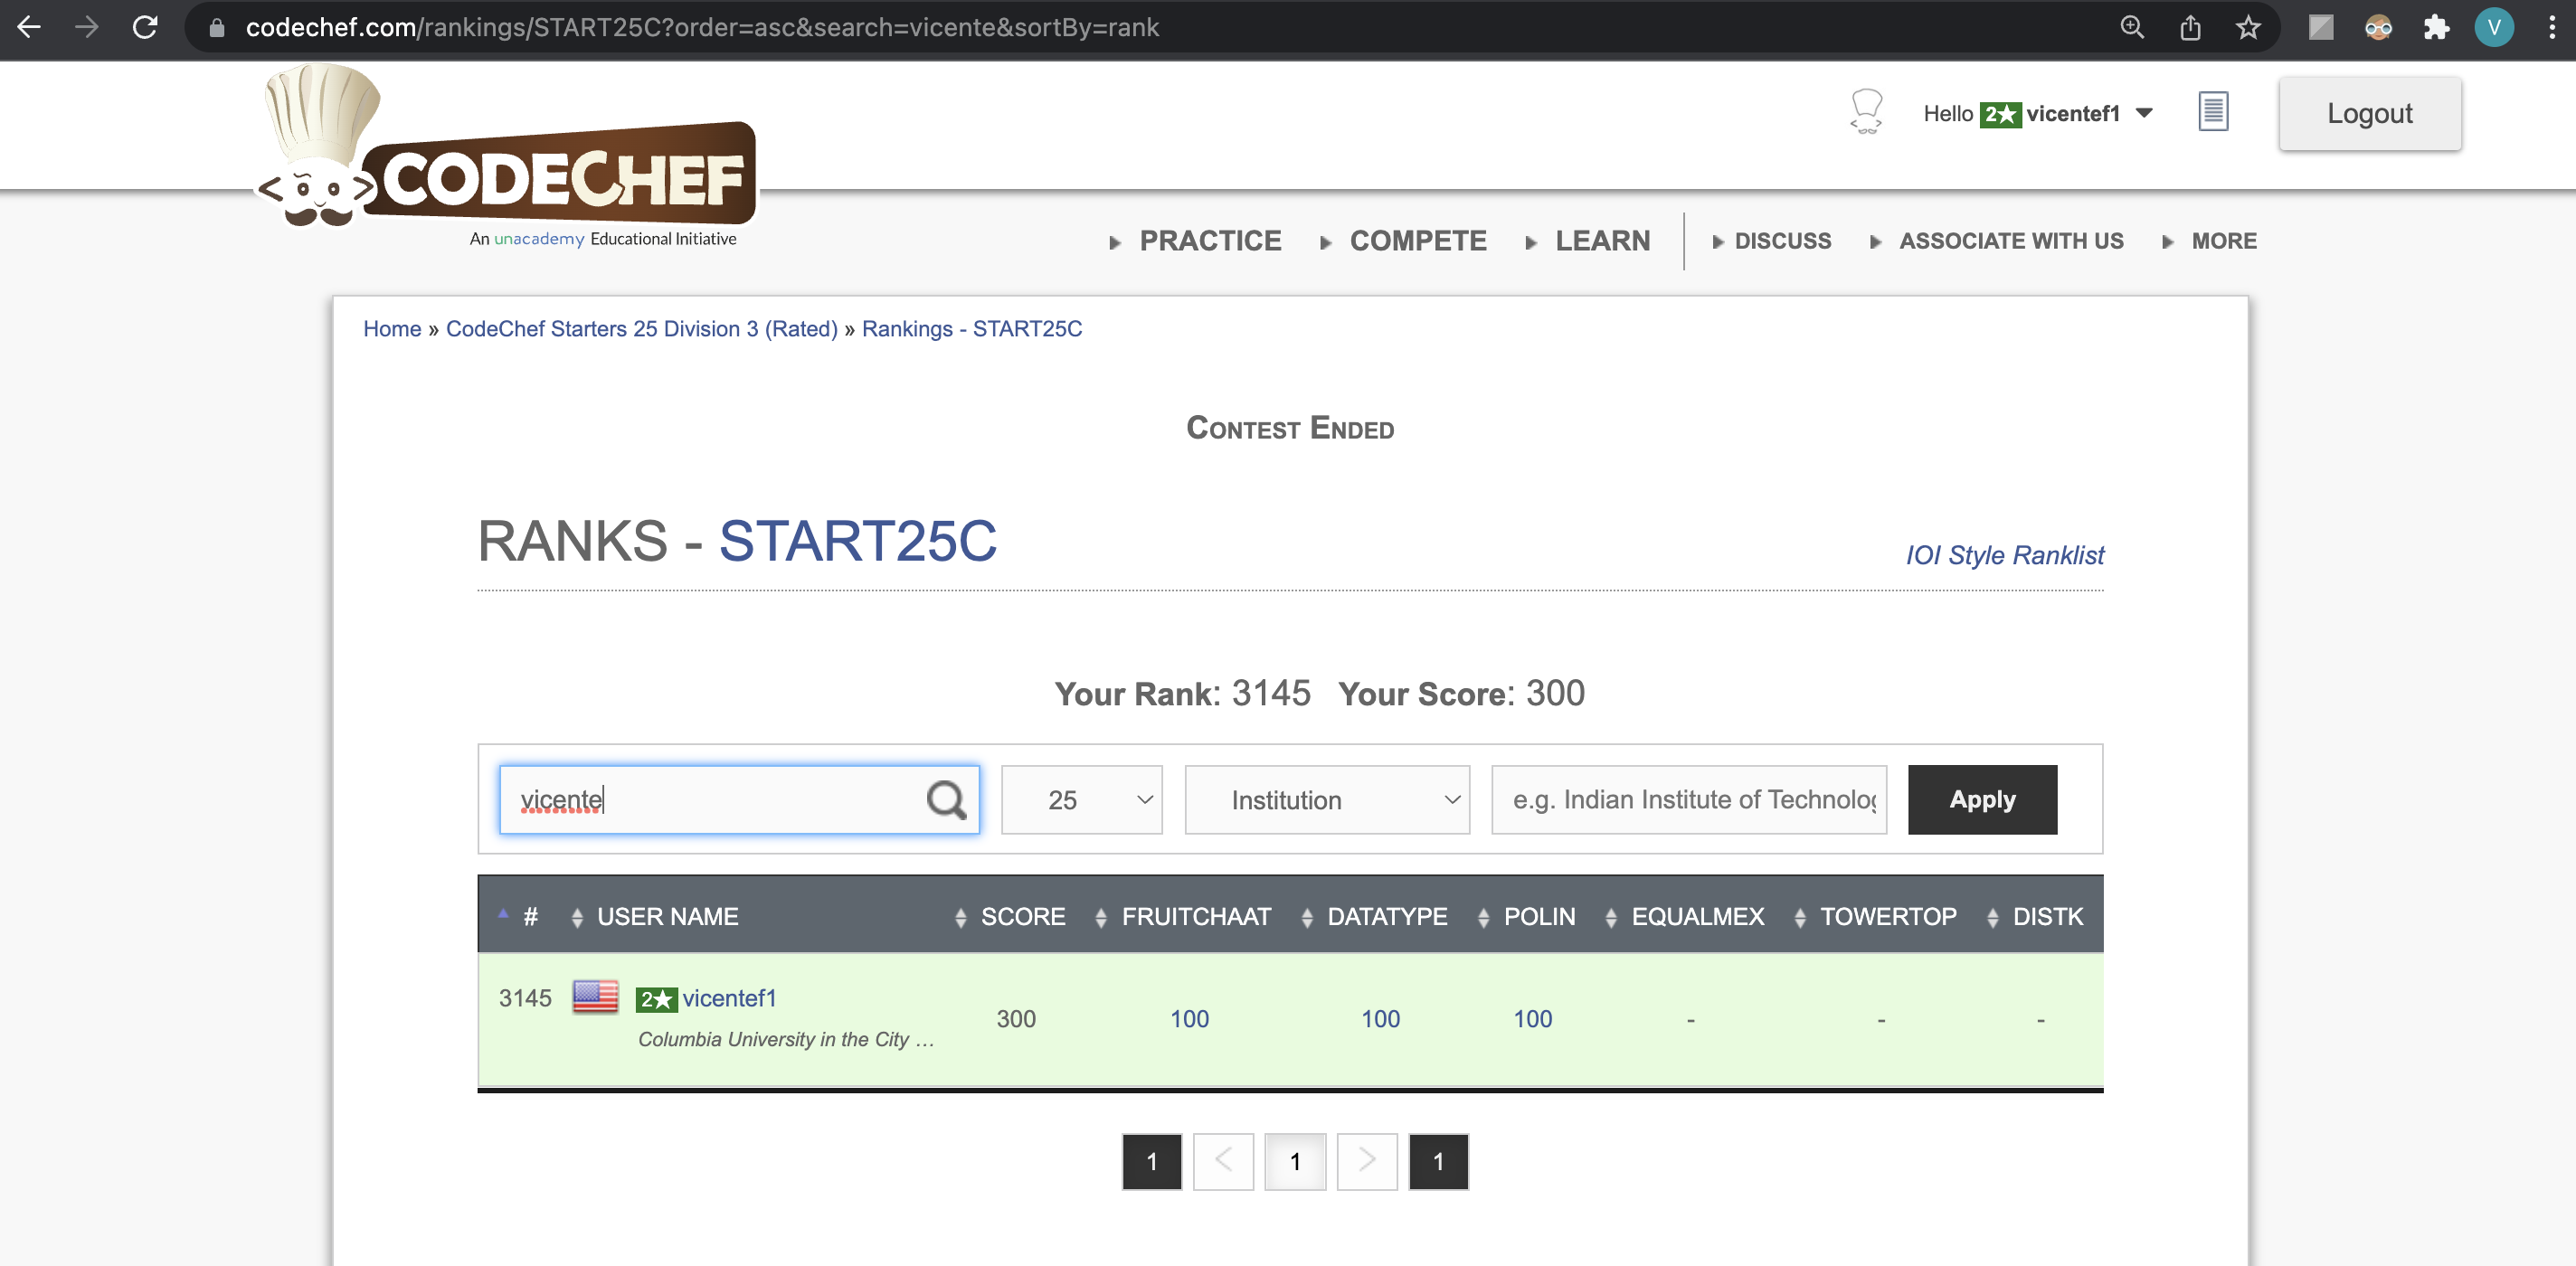 codechef.com/rankings/START25C?order=asc&search=vicente&sortBy=rank
V
Hello 2★ vicentef1
Logout
CODECHEF
An unacademy Educational Initiative
PRACTICE COMPETE LEARN DISCUSS ASSOCIATE WITH US MORE
Home » CodeChef Starters 25 Division 3 (Rated) » Rankings - START25C
CONTEST ENDED
RANKS - START25C
IOI Style Ranklist
Your Rank: 3145 Your Score: 300
vicente 25 Institution e.g. Indian Institute of Technolog Apply
# USER NAME SCORE FRUITCHAAT DATATYPE POLIN EQUALMEX TOWERTOP DISTK
3145 2★ vicentef1
300 100 100 100 - - -
Columbia University in the City ...
1 < 1 > 1